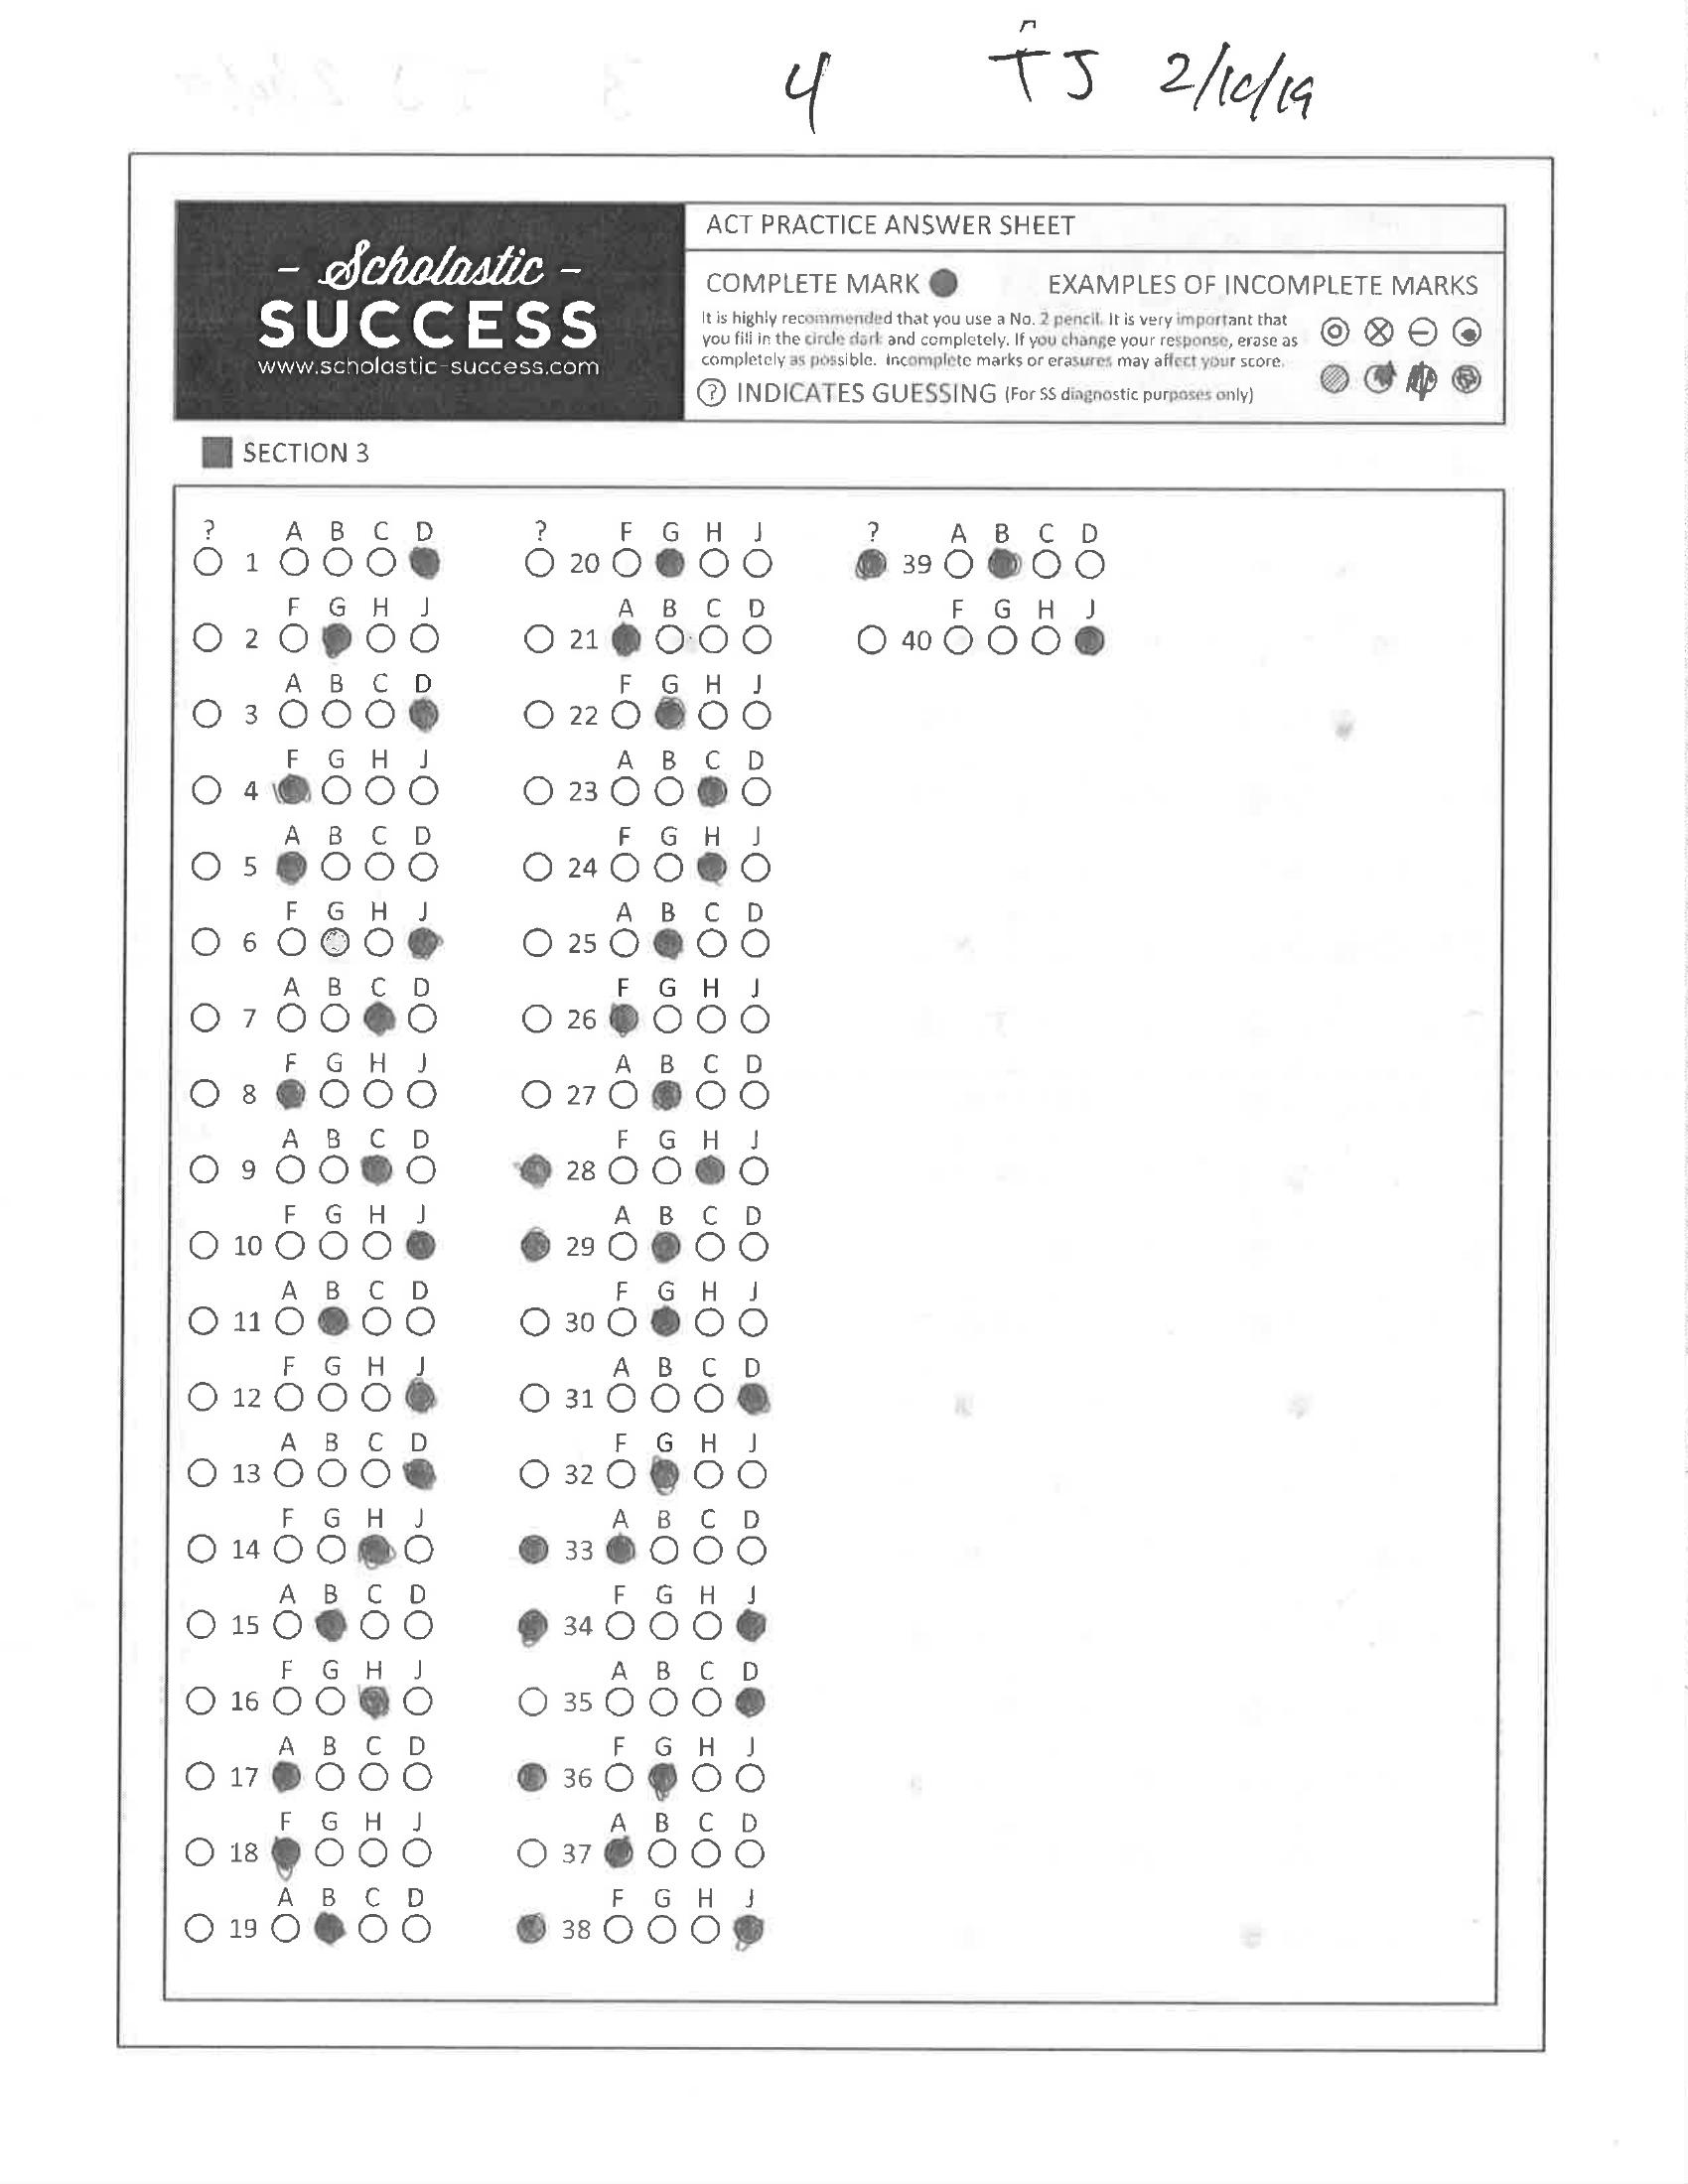 4 TJ 2/10/19
- Scholastic -
SUCCESS
www.scholastic-success.com
ACT PRACTICE ANSWER SHEET
COMPLETE MARK EXAMPLES OF INCOMPLETE MARKS
It is highly recommended that you use a No. 2 pencil. It is very important that
you fill in the circle dark and completely. If you change your response, erase as
completely as possible. Incomplete marks or erasures may affect your score.
(?) INDICATES GUESSING (For SS diagnostic purposes only)
SECTION 3
? A B C D
1
F G H J
2
A B C D
3
F G H J
4
A B C D
5
F G H J
6
A B C D
7
F G H J
8
A B C D
9
F G H J
10
A B C D
11
F G H J
12
A B C D
13
F G H J
14
A B C D
15
F G H J
16
A B C D
17
F G H J
18
A B C D
19
? F G H J
20
A B C D
21
F G H J
22
A B C D
23
F G H J
24
A B C D
25
F G H J
26
A B C D
27
F G H J
28
A B C D
29
F G H J
30
A B C D
31
F G H J
32
A B C D
33
F G H J
34
A B C D
35
F G H J
36
A B C D
37
F G H J
38
? A B C D
39
F G H J
40